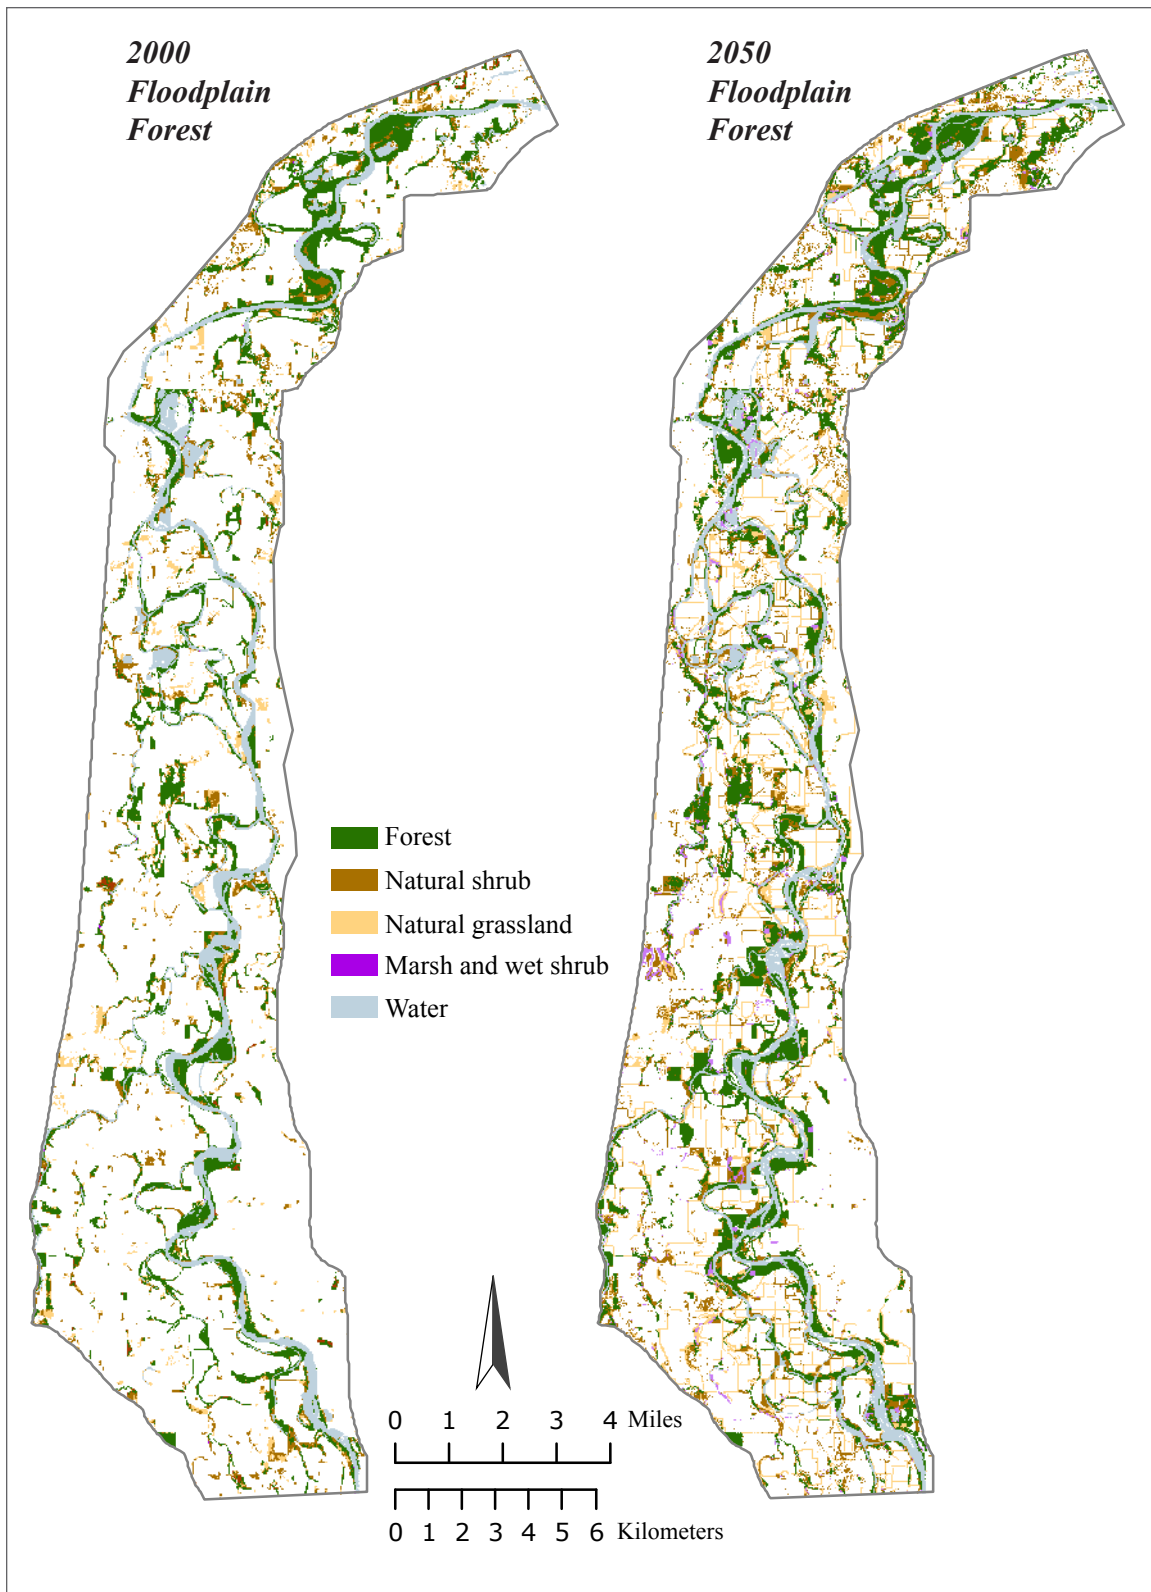 2000
Floodplain
Forest
2050
Floodplain
Forest
Forest
Natural shrub
Natural grassland
Marsh and wet shrub
Water
0 1 2 3 4 Miles
0 1 2 3 4 5 6 Kilometers